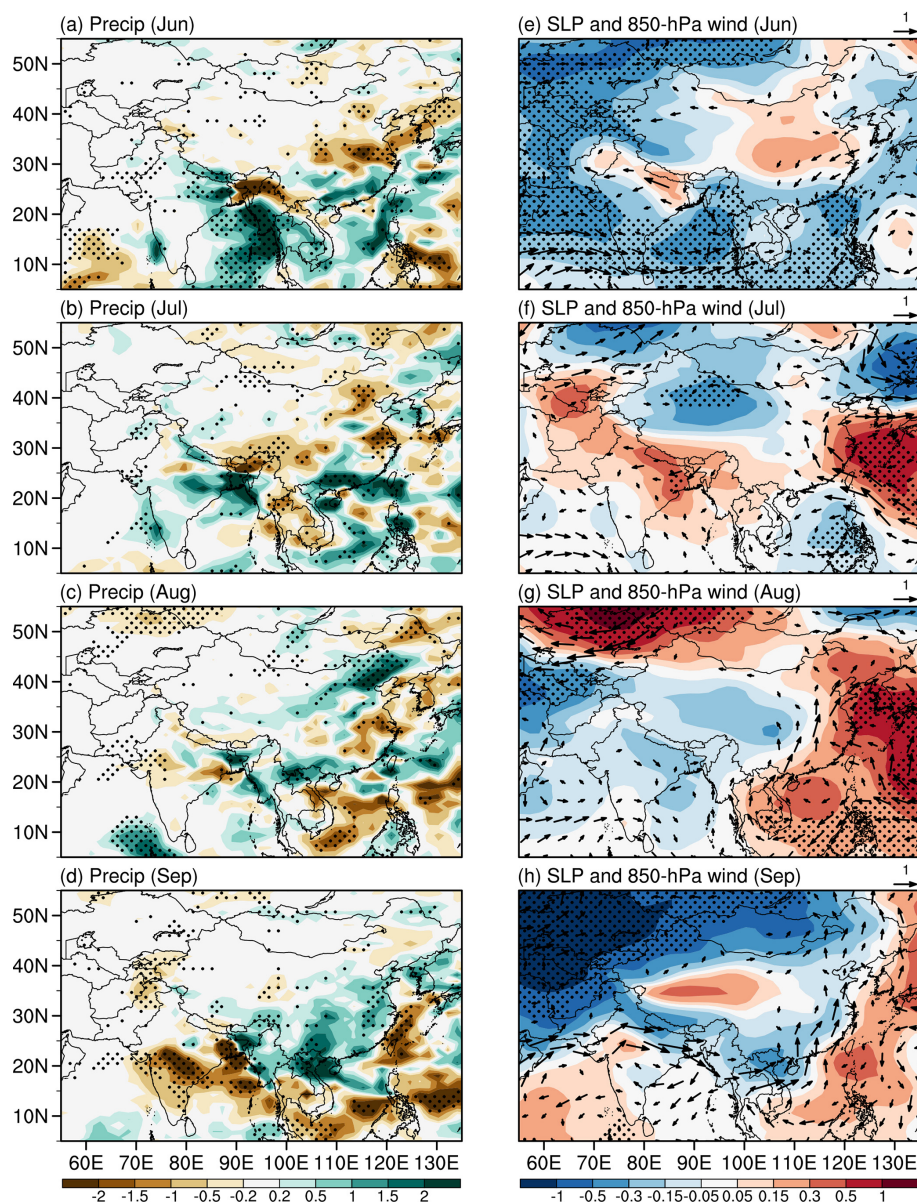 (a) Precip (Jun)
(e) SLP and 850-hPa wind (Jun)
1
50N
40N
30N
20N
10N
(b) Precip (Jul)
(f) SLP and 850-hPa wind (Jul)
1
50N
40N
30N
20N
10N
(c) Precip (Aug)
(g) SLP and 850-hPa wind (Aug)
1
50N
40N
30N
20N
10N
(d) Precip (Sep)
(h) SLP and 850-hPa wind (Sep)
1
50N
40N
30N
20N
10N
60E 70E 80E 90E 100E 110E 120E 130E
60E 70E 80E 90E 100E 110E 120E 130E
-2 -1.5 -1 -0.5 -0.2 0.2 0.5 1 1.5 2
-1 -0.5 -0.3 -0.15 -0.05 0.05 0.15 0.3 0.5 1